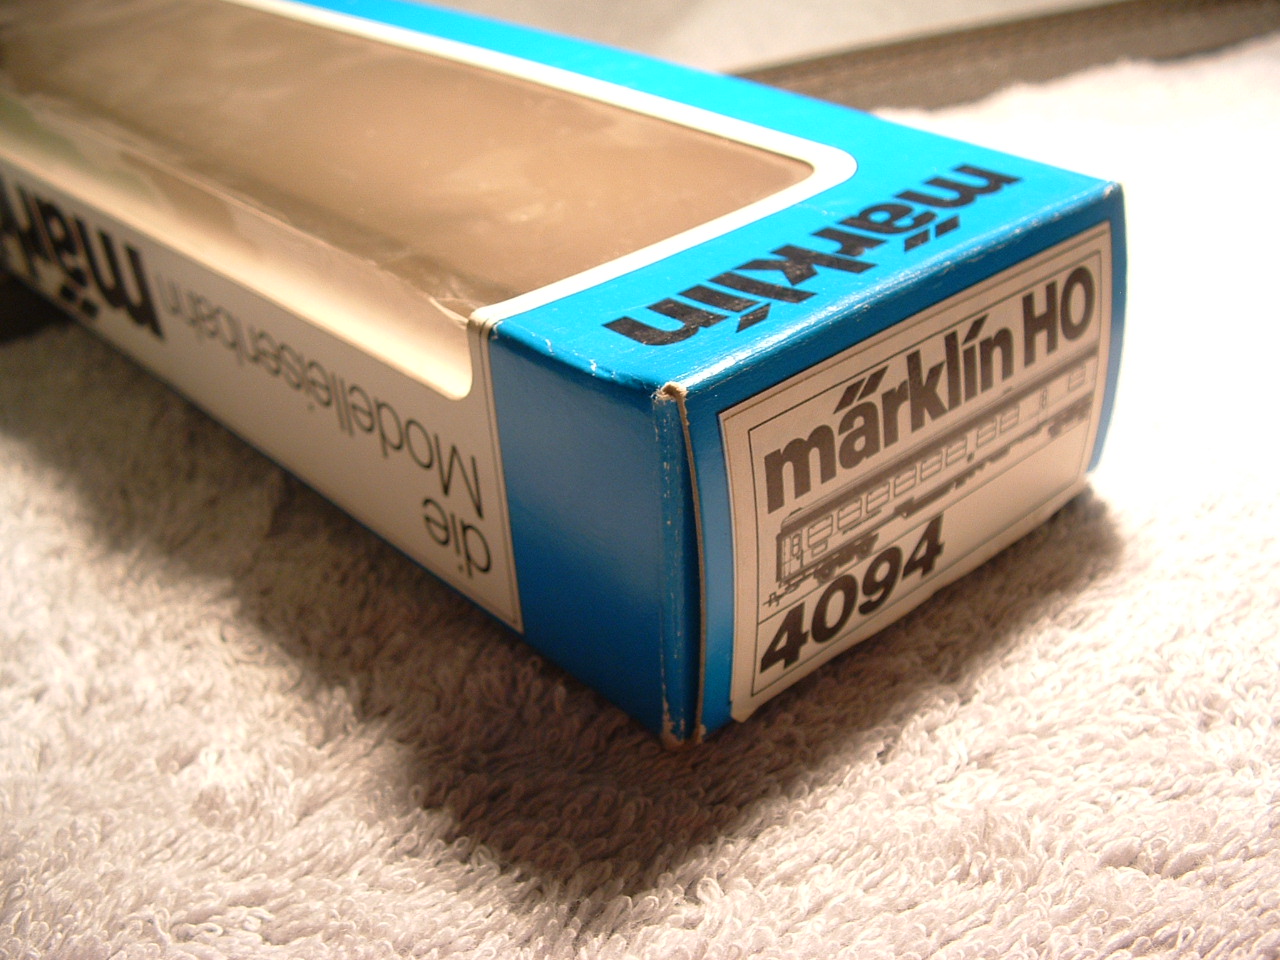 märklin
märklin HO
4094
die
Modelleisenbahn
märklin